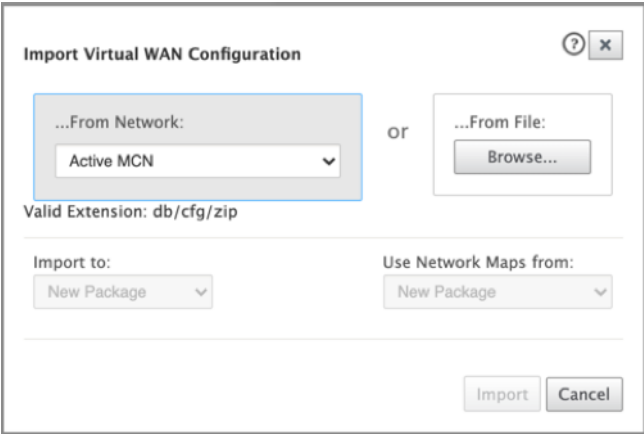 Import Virtual WAN Configuration
? ×
...From Network:
Active MCN
or
...From File:
Browse...
Valid Extension: db/cfg/zip
Import to:
New Package
Use Network Maps from:
New Package
Import
Cancel